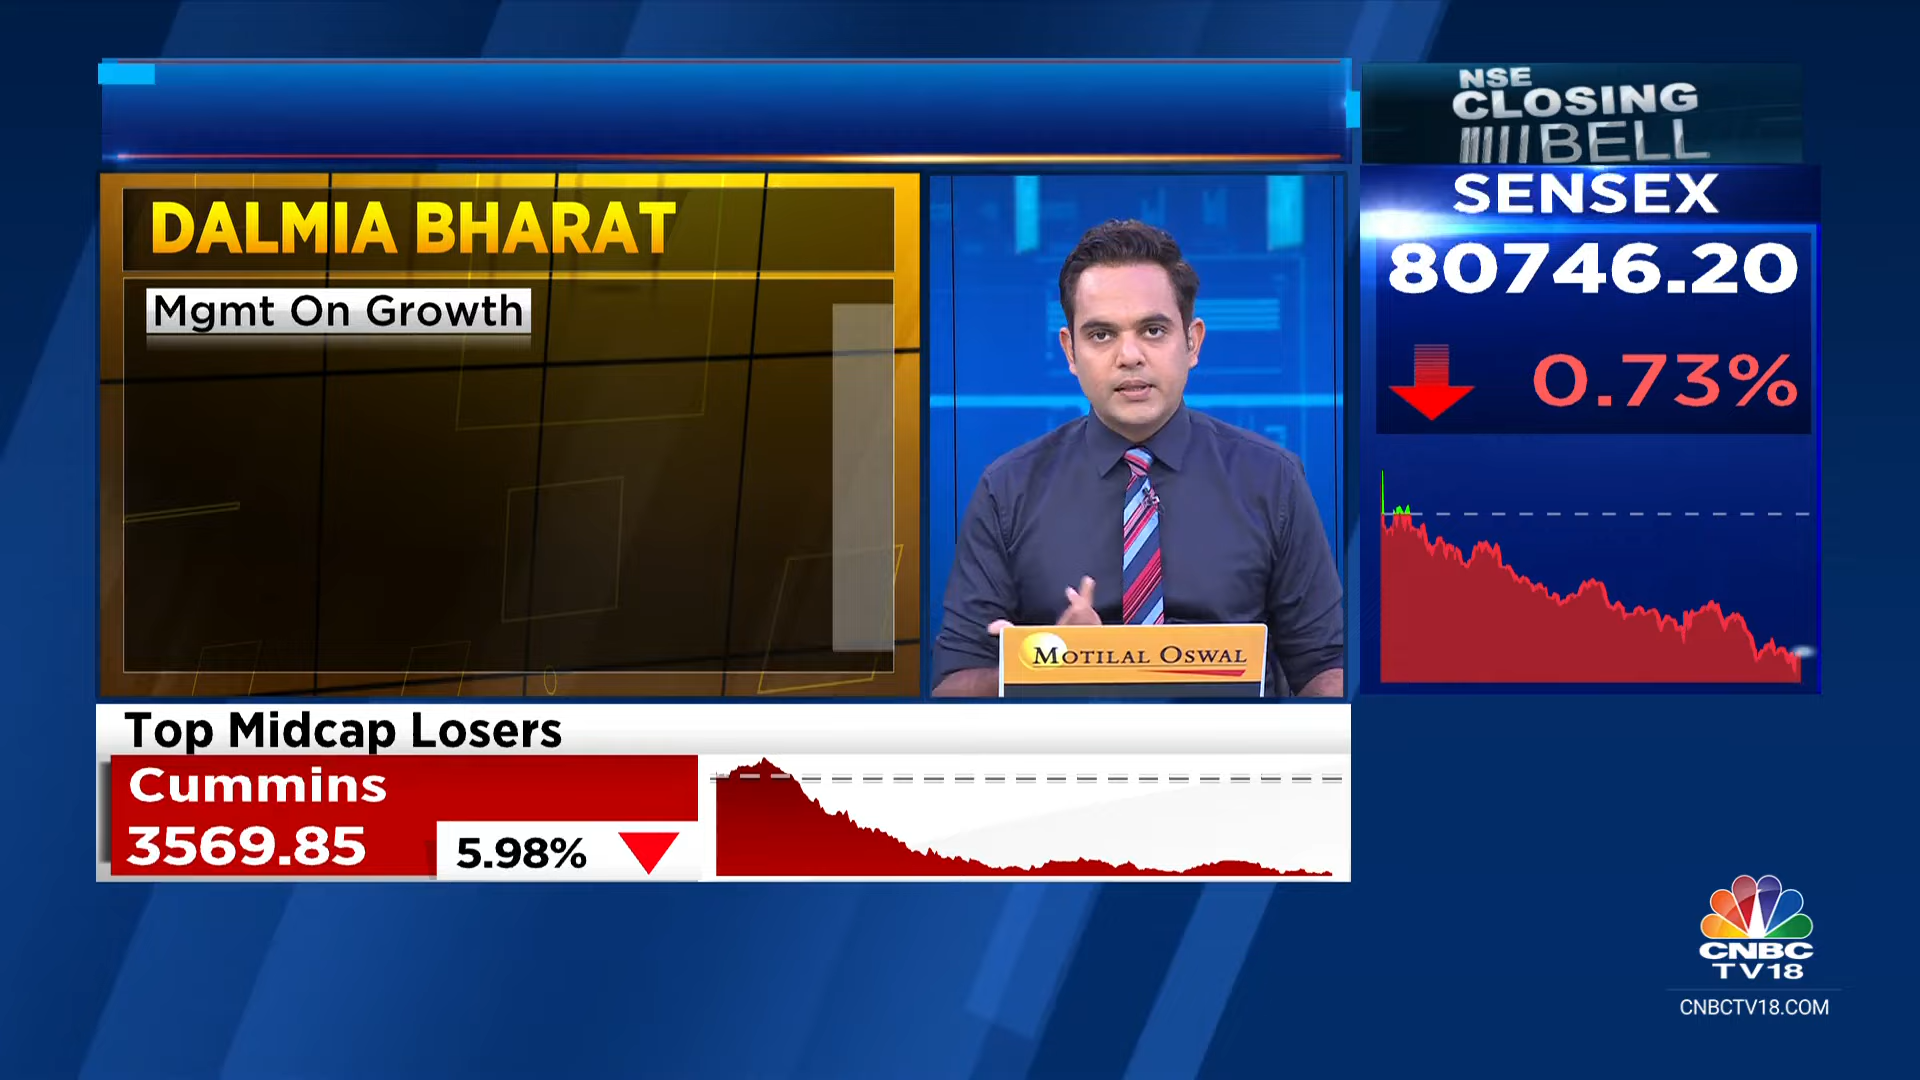 NSE
CLOSING
BELL
DALMIA BHARAT
Mgmt On Growth
SENSEX
80746.20
0.73%
MOTILAL OSWAL
Top Midcap Losers
Cummins
3569.85
5.98%
CNBC
TV18
CNBCTV18.COM